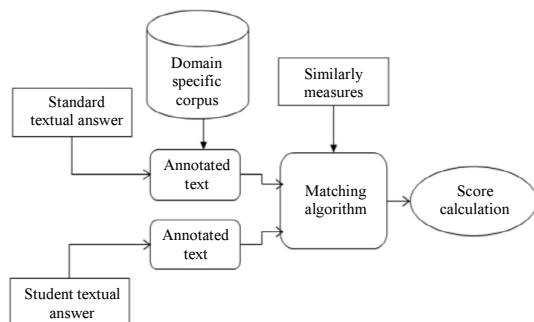 Domain
specific
corpus
Similarly
measures
Standard
textual answer
Annotated
text
Matching
algorithm
Score
calculation
Annotated
text
Student textual
answer